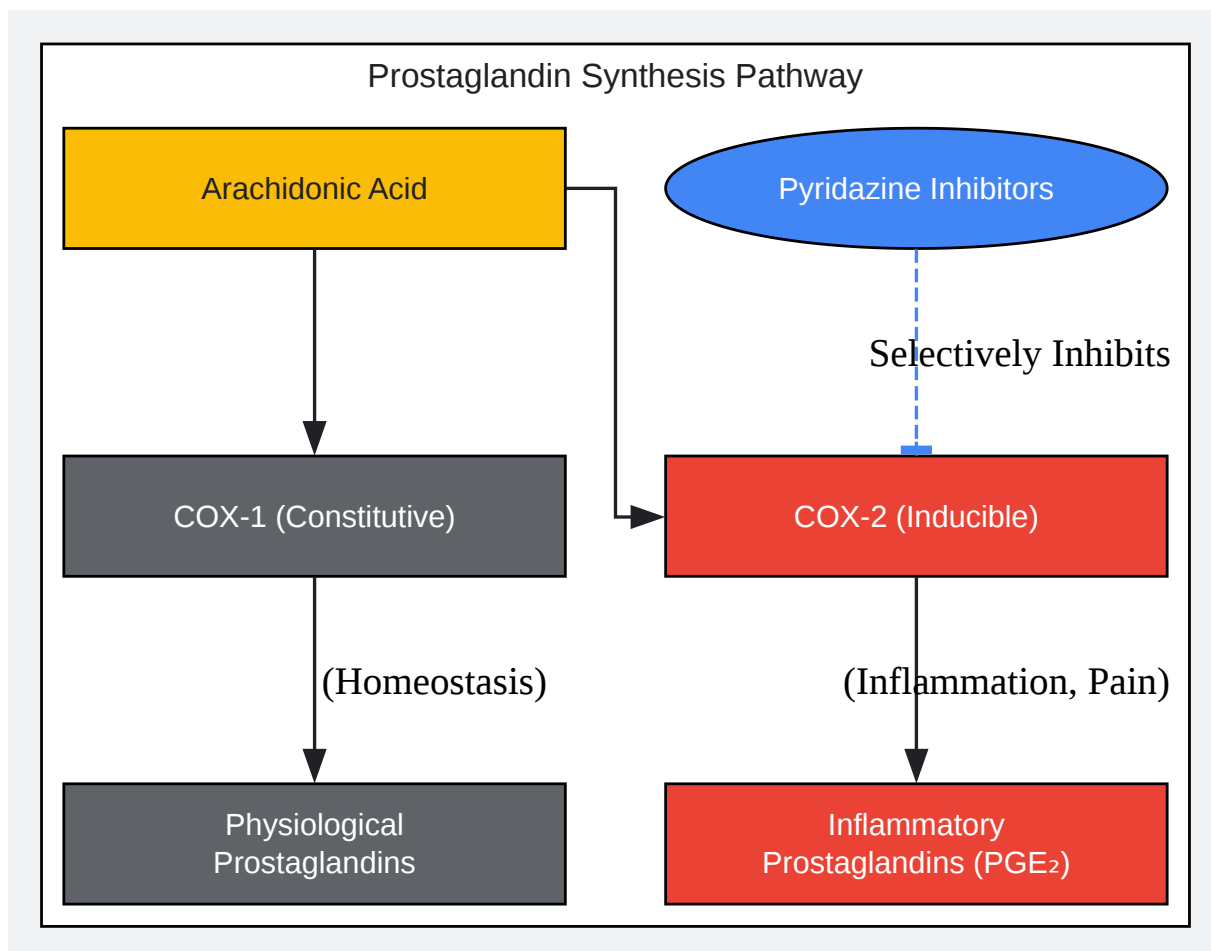 Prostaglandin Synthesis Pathway
Arachidonic Acid
Pyridazine Inhibitors
Selectively Inhibits
COX-1 (Constitutive)
COX-2 (Inducible)
(Homeostasis)
(Inflammation, Pain)
Physiological
Prostaglandins
Inflammatory
Prostaglandins (PGE₂)